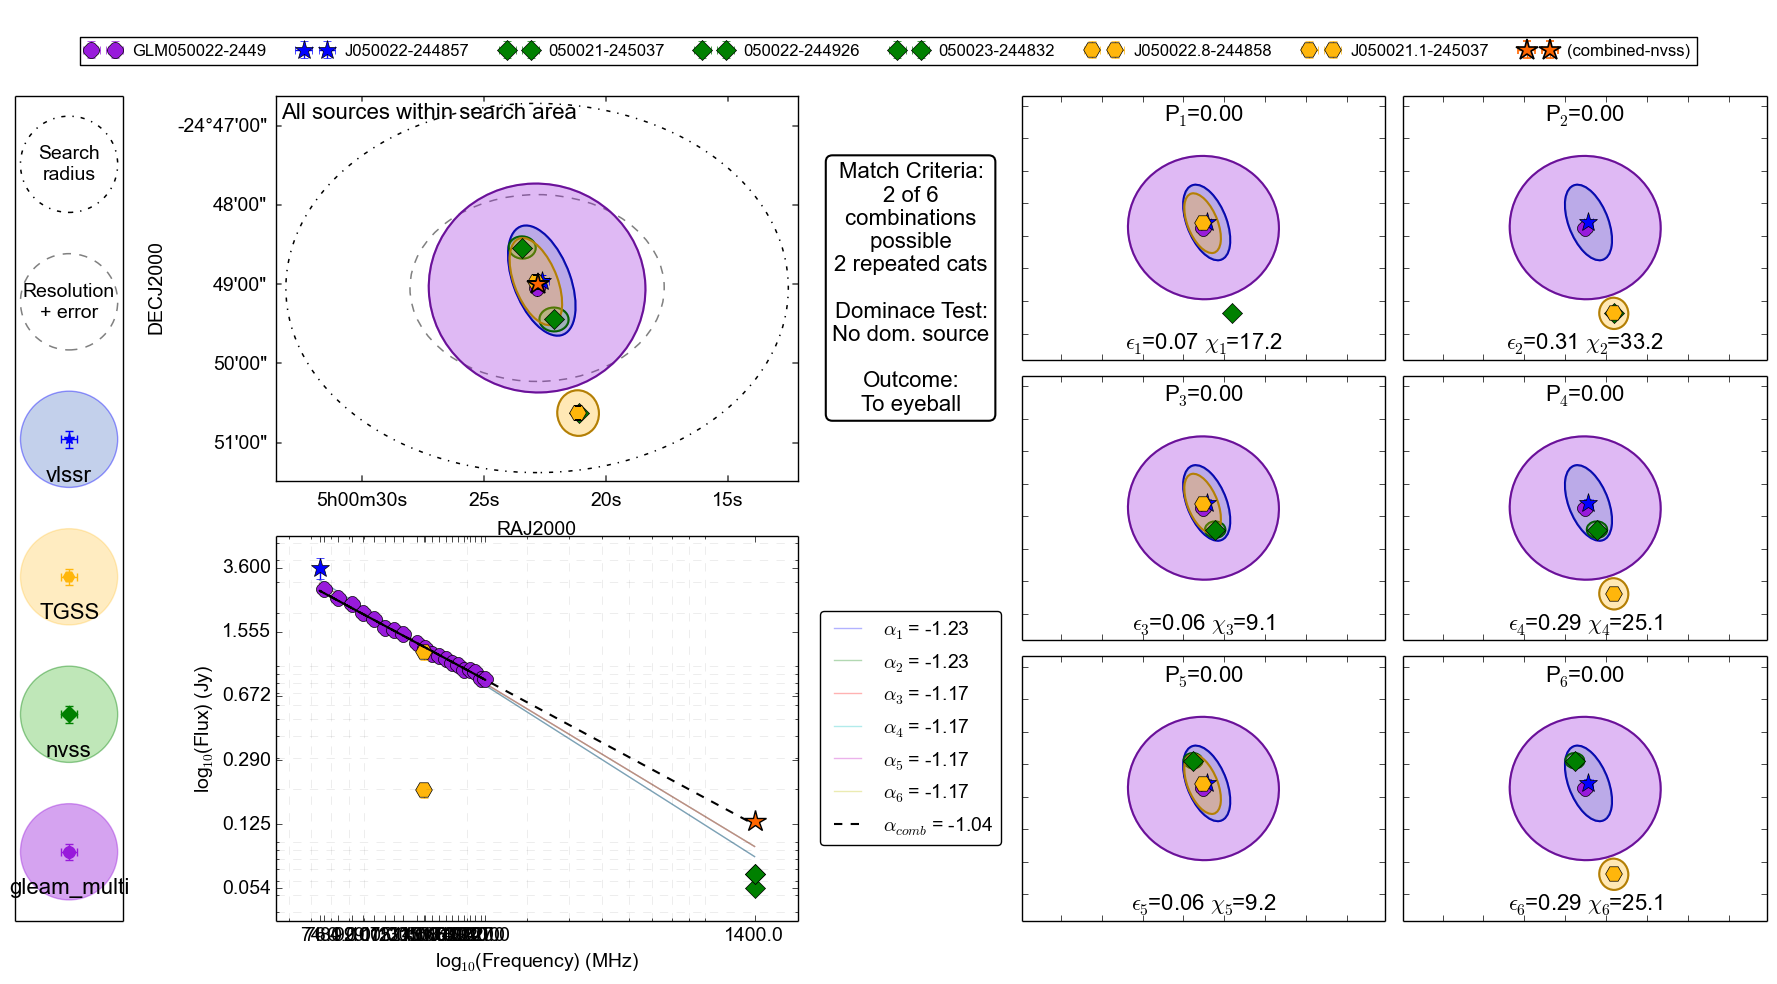 GLM050022-2449 J050022-244857 050021-245037 050022-244926 050023-244832 J050022.8-244858 J050021.1-245037 (combined-nvss)
Search
radius
Resolution
+ error
vlssr
TGSS
nvss
gleam_multi
All sources within search area
DECJ2000
-24°47'00"
48'00"
49'00"
50'00"
51'00"
5h00m30s 25s 20s 15s
RAJ2000
Match Criteria:
2 of 6
combinations
possible
2 repeated cats
Dominace Test:
No dom. source
Outcome:
To eyeball
log₁₀(Flux) (Jy)
3.600
1.555
0.672
0.290
0.125
0.054
1400.0
log₁₀(Frequency) (MHz)
α₁ = -1.23
α₂ = -1.23
α₃ = -1.17
α₄ = -1.17
α₅ = -1.17
α₆ = -1.17
α_comb = -1.04
P₁=0.00
ϵ₁=0.07 χ₁=17.2
P₂=0.00
ϵ₂=0.31 χ₂=33.2
P₃=0.00
ϵ₃=0.06 χ₃=9.1
P₄=0.00
ϵ₄=0.29 χ₄=25.1
P₅=0.00
ϵ₅=0.06 χ₅=9.2
P₆=0.00
ϵ₆=0.29 χ₆=25.1